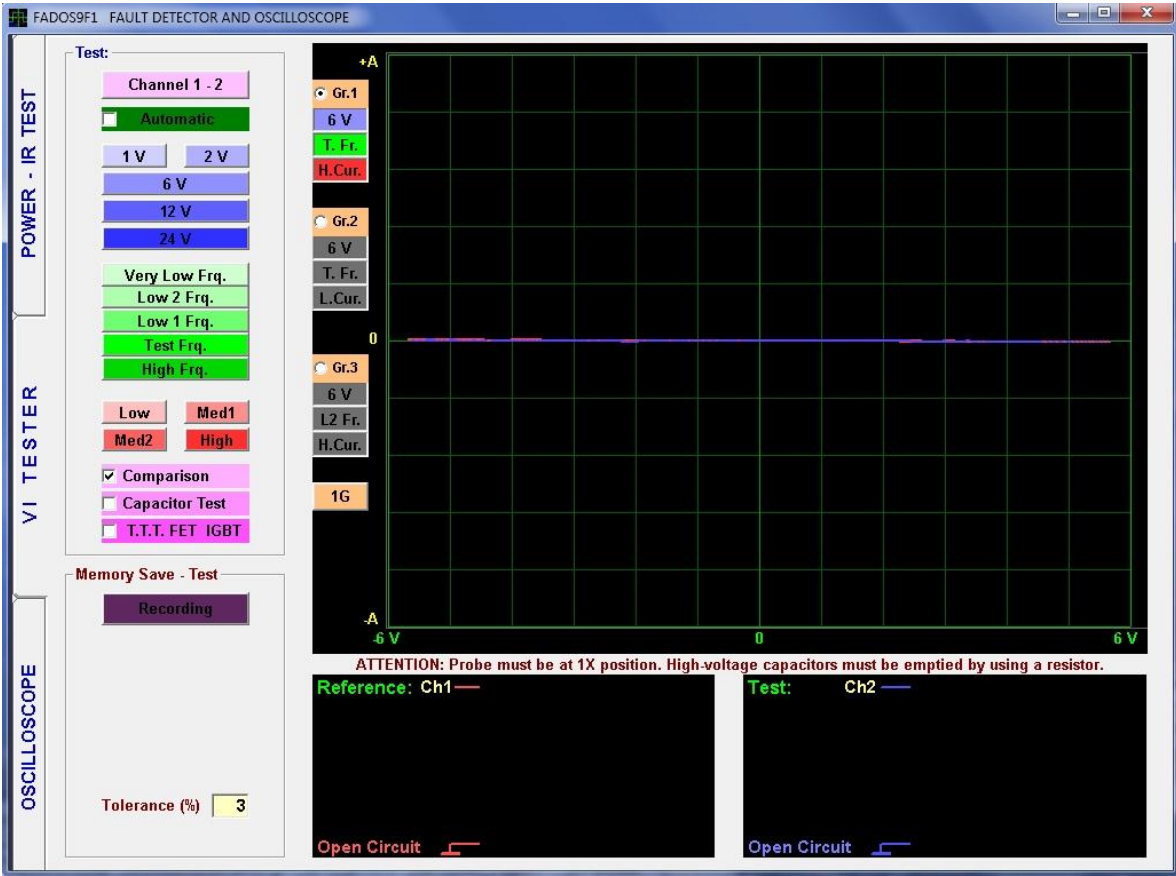 FADOS9F1 FAULT DETECTOR AND OSCILLOSCOPE
POWER - IR TEST
VI TESTER
OSCILLOSCOPE
Test:
Channel 1 - 2
Automatic
1 V
2 V
6 V
12 V
24 V
Very Low Frq.
Low 2 Frq.
Low 1 Frq.
Test Frq.
High Frq.
Low
Med1
Med2
High
Comparison
Capacitor Test
T.T.T. FET IGBT
Memory Save - Test
Recording
Tolerance (%) 3
+A
Gr.1
6 V
T. Fr.
H.Cur.
Gr.2
6 V
T. Fr.
L.Cur.
0
Gr.3
6 V
L2 Fr.
H.Cur.
1G
-A
-6 V
0
6 V
ATTENTION: Probe must be at 1X position. High-voltage capacitors must be emptied by using a resistor.
Reference: Ch1
Open Circuit
Test: Ch2
Open Circuit